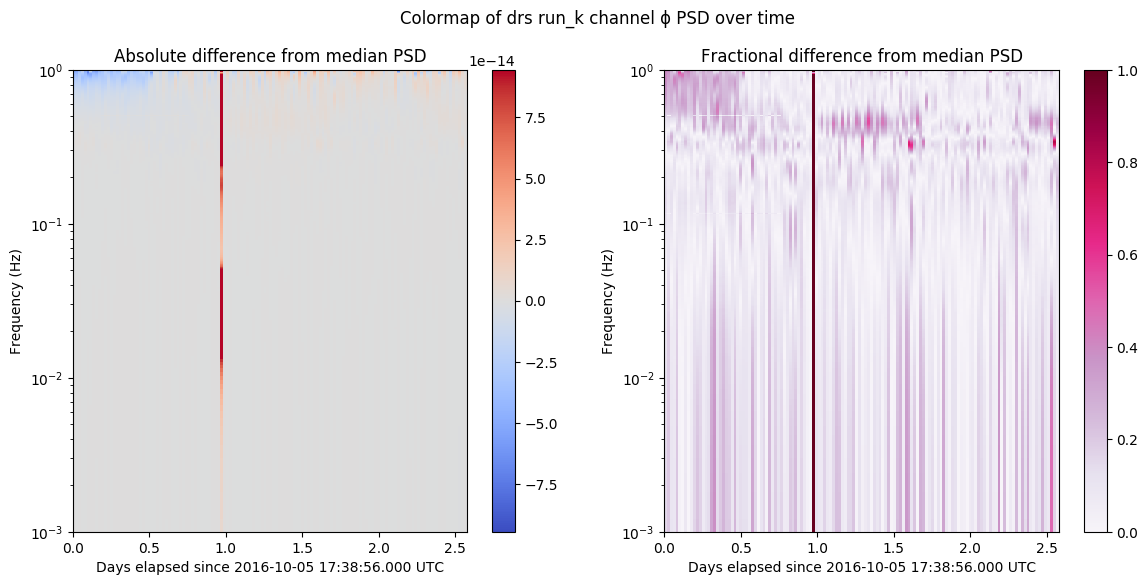 Colormap of drs run_k channel ϕ PSD over time
Absolute difference from median PSD
1e−14
Fractional difference from median PSD
10⁰
10⁻¹
10⁻²
10⁻³
Frequency (Hz)
0.0 0.5 1.0 1.5 2.0 2.5
Days elapsed since 2016-10-05 17:38:56.000 UTC
7.5
5.0
2.5
0.0
−2.5
−5.0
−7.5
10⁰
10⁻¹
10⁻²
10⁻³
Frequency (Hz)
0.0 0.5 1.0 1.5 2.0 2.5
Days elapsed since 2016-10-05 17:38:56.000 UTC
1.0
0.8
0.6
0.4
0.2
0.0